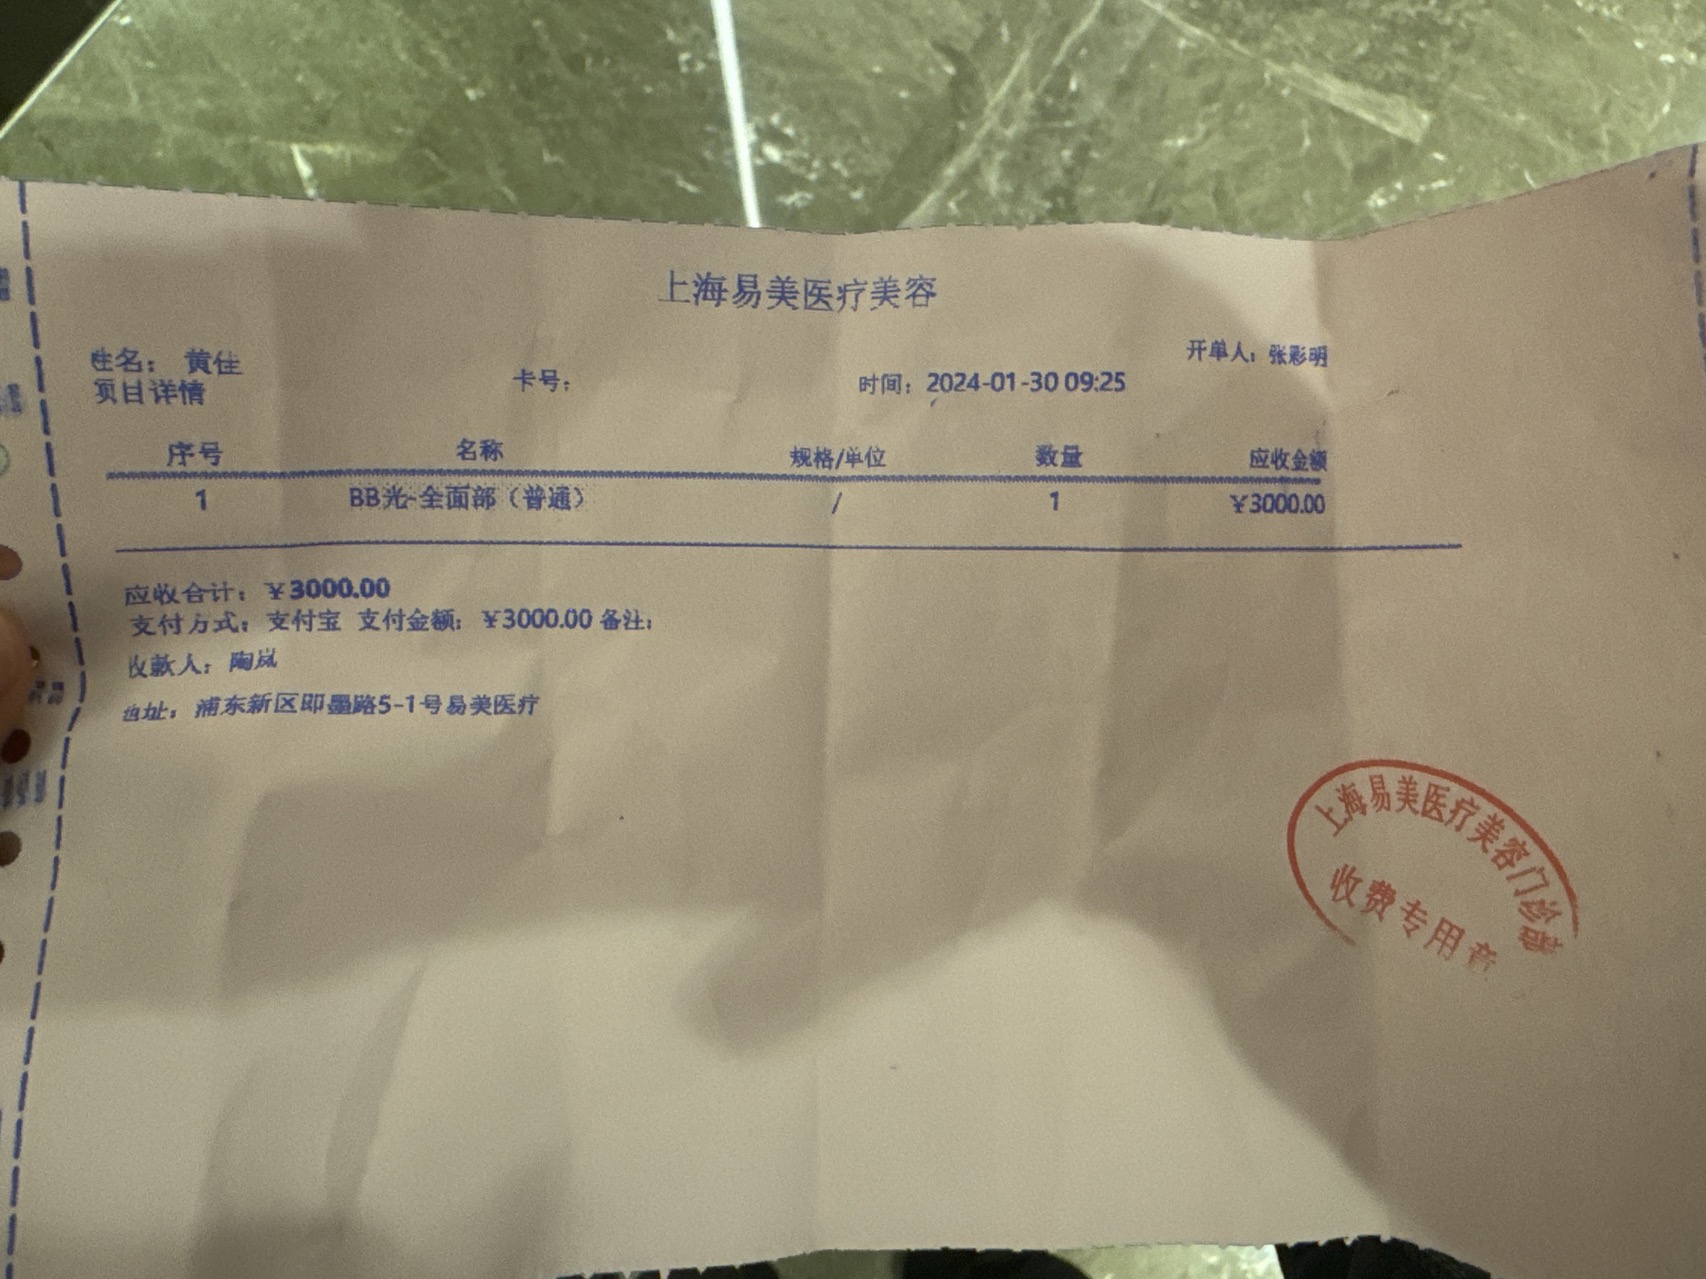 上海易美医疗美容
开单人：张彩明
姓名：黄佳
卡号：
时间：2024-01-30 09:25
项目详情
序号 名称 规格/单位 数量 应收金额
1 BB光-全面部（普通） / 1 ￥3000.00
应收合计：￥3000.00
支付方式：支付宝 支付金额：￥3000.00 备注：
收款人：陶岚
地址：浦东新区即墨路5-1号易美医疗
上海易美医疗美容门诊部
收费专用章